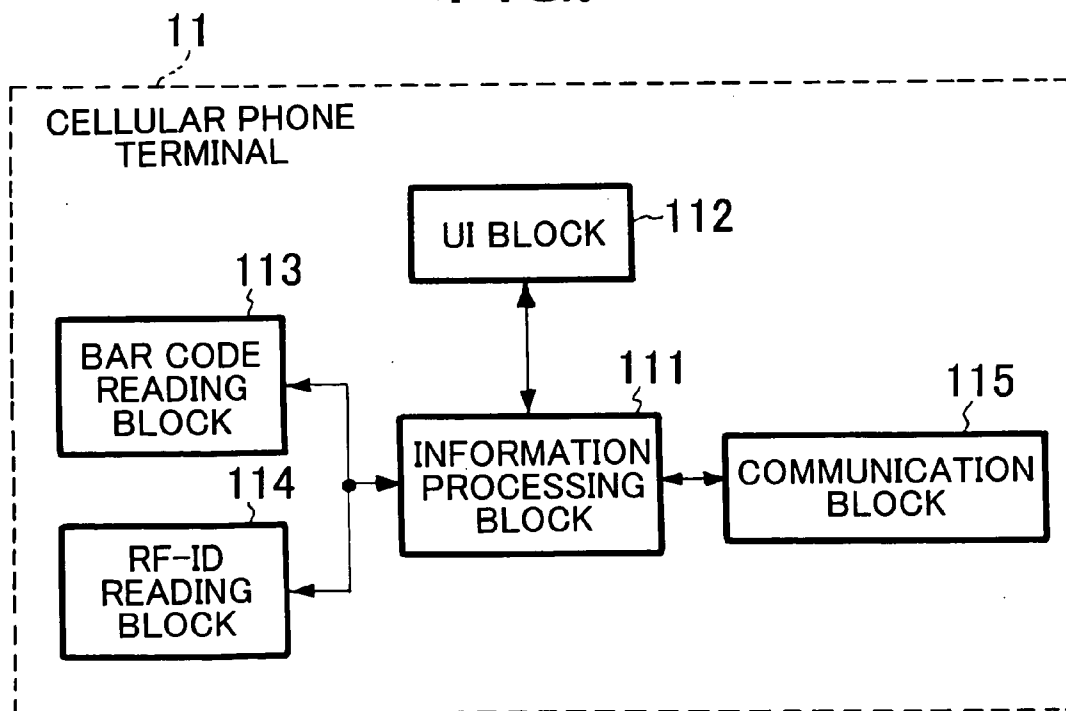 11
CELLULAR PHONE
TERMINAL
UI BLOCK
112
113
BAR CODE
READING
BLOCK
111
INFORMATION
PROCESSING
BLOCK
115
COMMUNICATION
BLOCK
114
RF-ID
READING
BLOCK